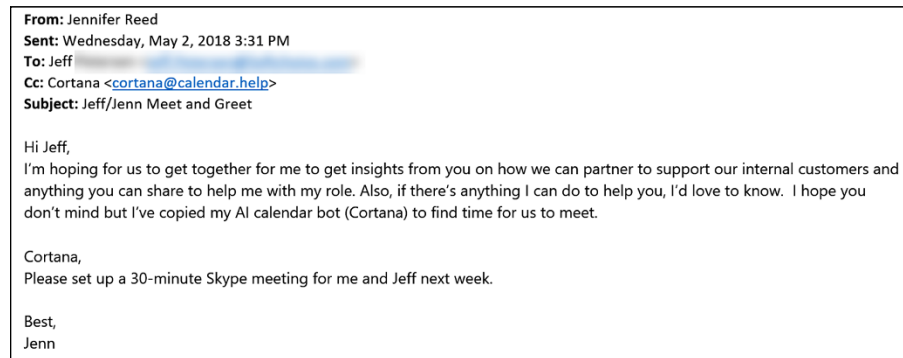 From: Jennifer Reed
Sent: Wednesday, May 2, 2018 3:31 PM
To: Jeff
Cc: Cortana <cortana@calendar.help>
Subject: Jeff/Jenn Meet and Greet
Hi Jeff,
I'm hoping for us to get together for me to get insights from you on how we can partner to support our internal customers and
anything you can share to help me with my role. Also, if there's anything I can do to help you, I'd love to know.  I hope you
don't mind but I've copied my AI calendar bot (Cortana) to find time for us to meet.
Cortana,
Please set up a 30-minute Skype meeting for me and Jeff next week.
Best,
Jenn